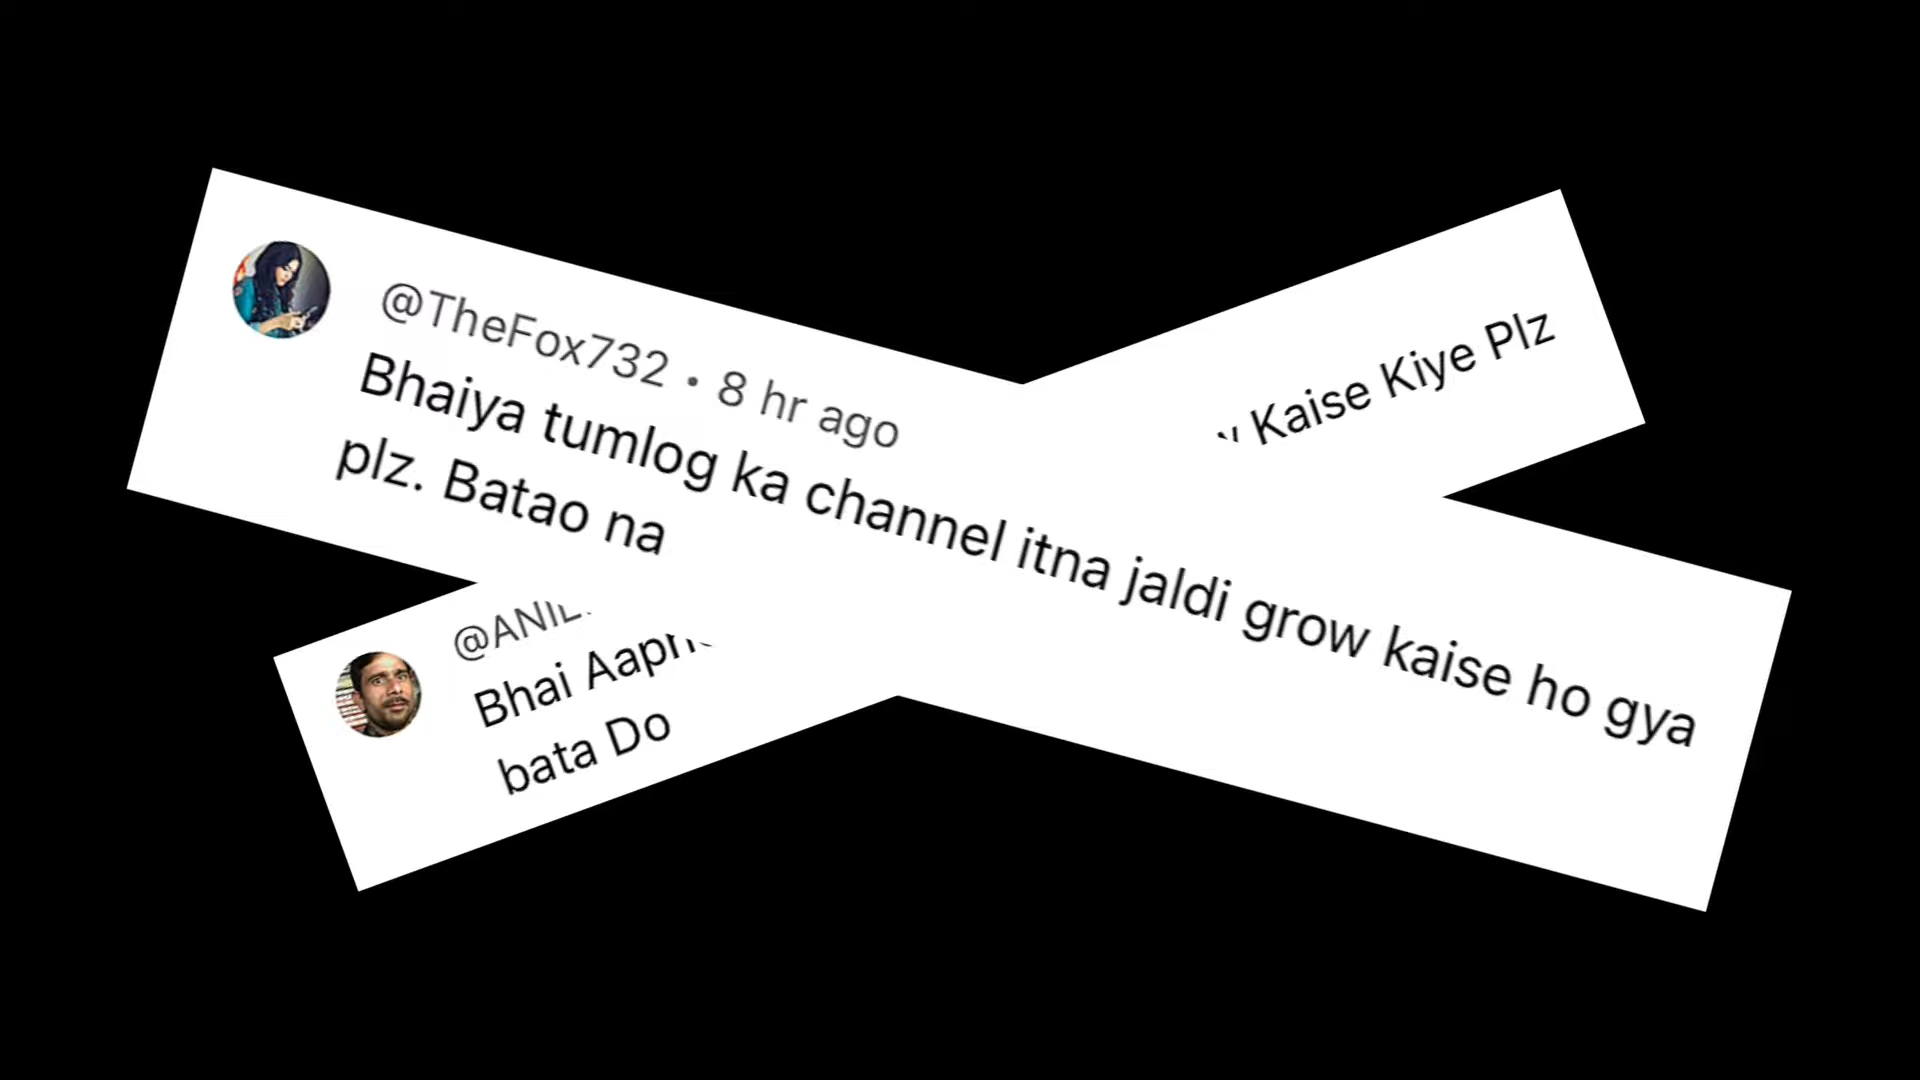 @TheFox732 • 8 hr ago
Bhaiya tumlog ka channel itna jaldi grow kaise ho gya
plz. Batao na
Bhai Kaise Kiye Plz
bata Do